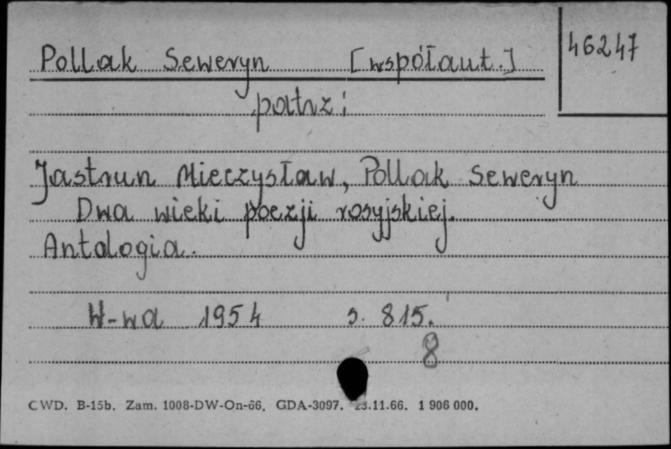 Pollak Seweryn [współaut.] 46247
patrz:
Jastrun Mieczysław, Pollak Seweryn
Dwa wieki poezji rosyjskiej.
Antologia.
W-wa 1954 s. 815.
8
CWD. B-15b. Zam. 1008-DW-On-66. GDA-3097. 23.11.66. 1 906 000.